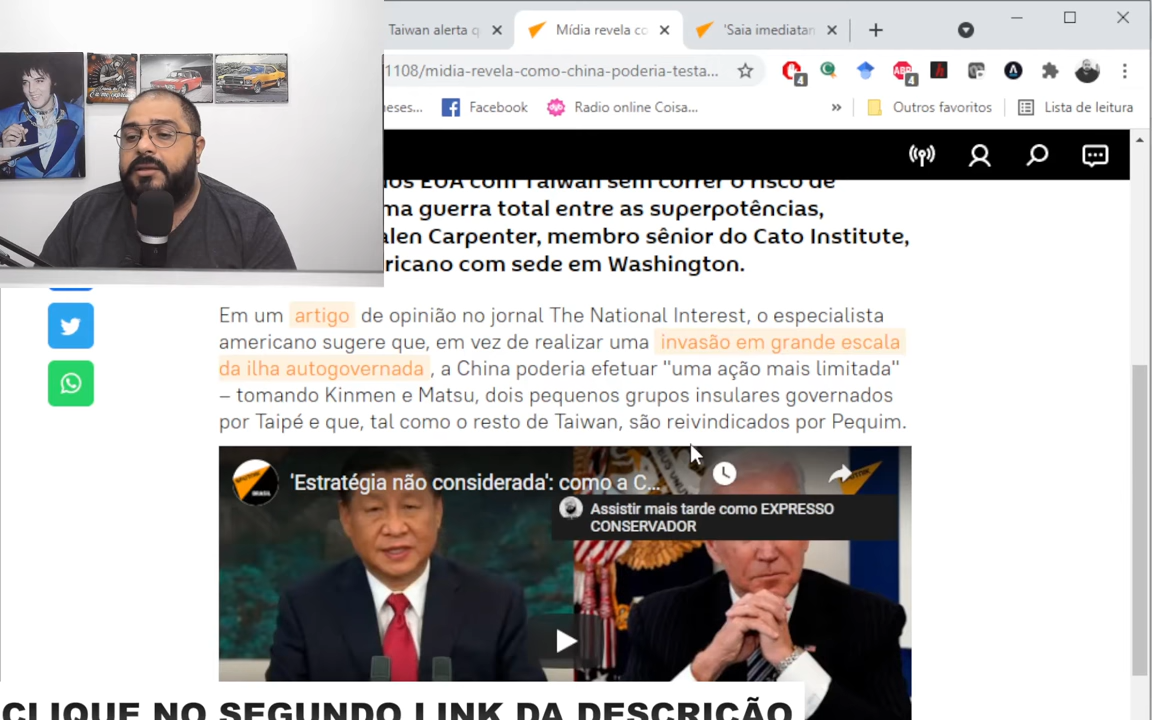 Taiwan alerta q
Mídia revela co
'Saia imediatan
1108/midia-revela-como-china-poderia-testa...
4
4
neses...
Facebook
Radio online Coisa...
Outros favoritos
Lista de leitura
dos EUA com Taiwan sem correr o risco de
ma guerra total entre as superpotências,
alen Carpenter, membro sênior do Cato Institute,
ricano com sede em Washington.
Em um artigo de opinião no jornal The National Interest, o especialista
americano sugere que, em vez de realizar uma invasão em grande escala
da ilha autogovernada, a China poderia efetuar "uma ação mais limitada"
– tomando Kinmen e Matsu, dois pequenos grupos insulares governados
por Taipé e que, tal como o resto de Taiwan, são reivindicados por Pequim.
'Estratégia não considerada': como a C...
Assistir mais tarde como EXPRESSO
CONSERVADOR
CLIQUE NO SEGUNDO LINK DA DESCRIÇÃO